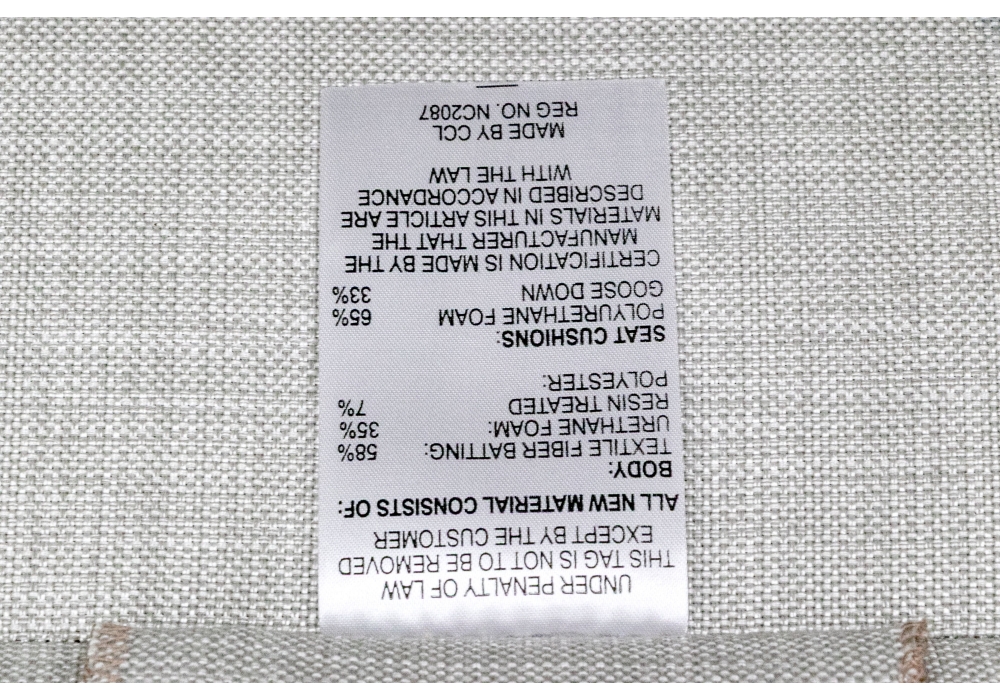 UNDER PENALTY OF LAW
THIS TAG IS NOT TO BE REMOVED
EXCEPT BY THE CUSTOMER
ALL NEW MATERIAL CONSISTS OF:
BODY:
TEXTILE FIBER BATTING: 58%
URETHANE FOAM: 35%
RESIN TREATED 7%
POLYESTER:
SEAT CUSHIONS:
POLYURETHANE FOAM 65%
GOOSE DOWN 33%
CERTIFICATION IS MADE BY THE
MANUFACTURER THAT THE
MATERIALS IN THIS ARTICLE ARE
DESCRIBED IN ACCORDANCE
WITH THE LAW
MADE BY CCL
REG NO. NC2087